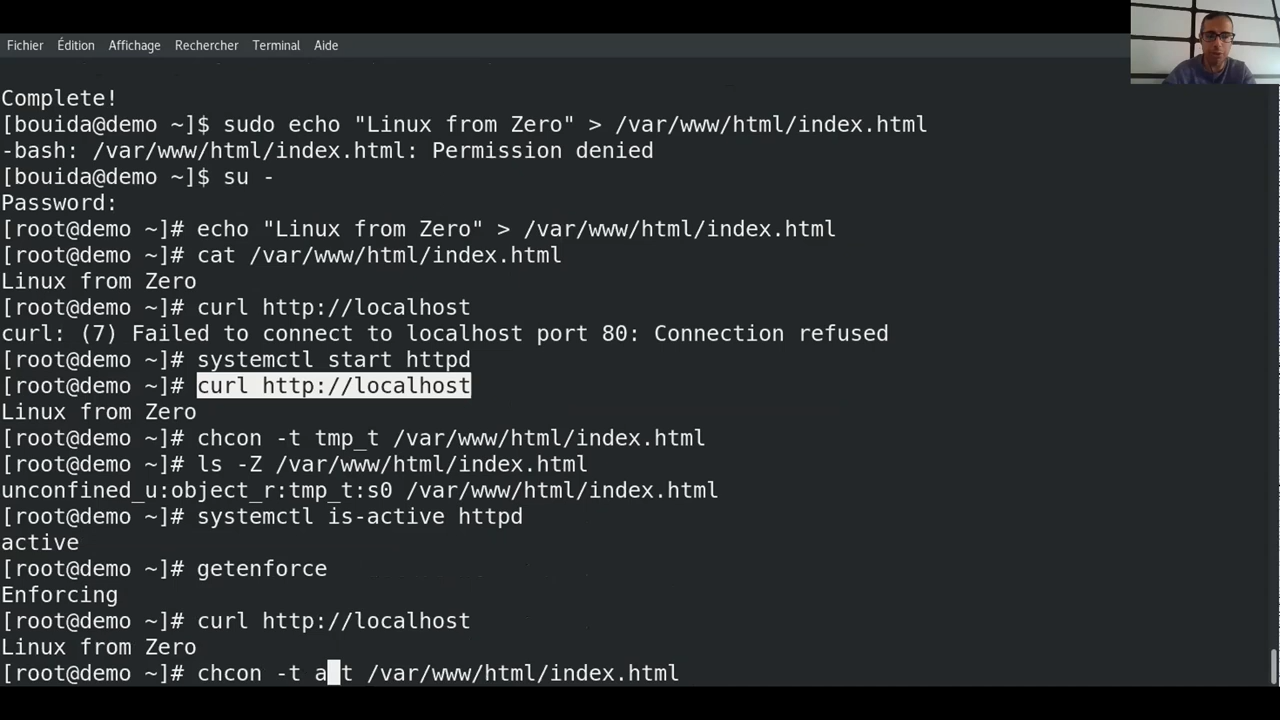 Fichier Édition Affichage Rechercher Terminal Aide
Complete!
[bouida@demo ~]$ sudo echo "Linux from Zero" > /var/www/html/index.html
-bash: /var/www/html/index.html: Permission denied
[bouida@demo ~]$ su -
Password:
[root@demo ~]# echo "Linux from Zero" > /var/www/html/index.html
[root@demo ~]# cat /var/www/html/index.html
Linux from Zero
[root@demo ~]# curl http://localhost
curl: (7) Failed to connect to localhost port 80: Connection refused
[root@demo ~]# systemctl start httpd
[root@demo ~]# curl http://localhost
Linux from Zero
[root@demo ~]# chcon -t tmp_t /var/www/html/index.html
[root@demo ~]# ls -Z /var/www/html/index.html
unconfined_u:object_r:tmp_t:s0 /var/www/html/index.html
[root@demo ~]# systemctl is-active httpd
active
[root@demo ~]# getenforce
Enforcing
[root@demo ~]# curl http://localhost
Linux from Zero
[root@demo ~]# chcon -t a_t /var/www/html/index.html